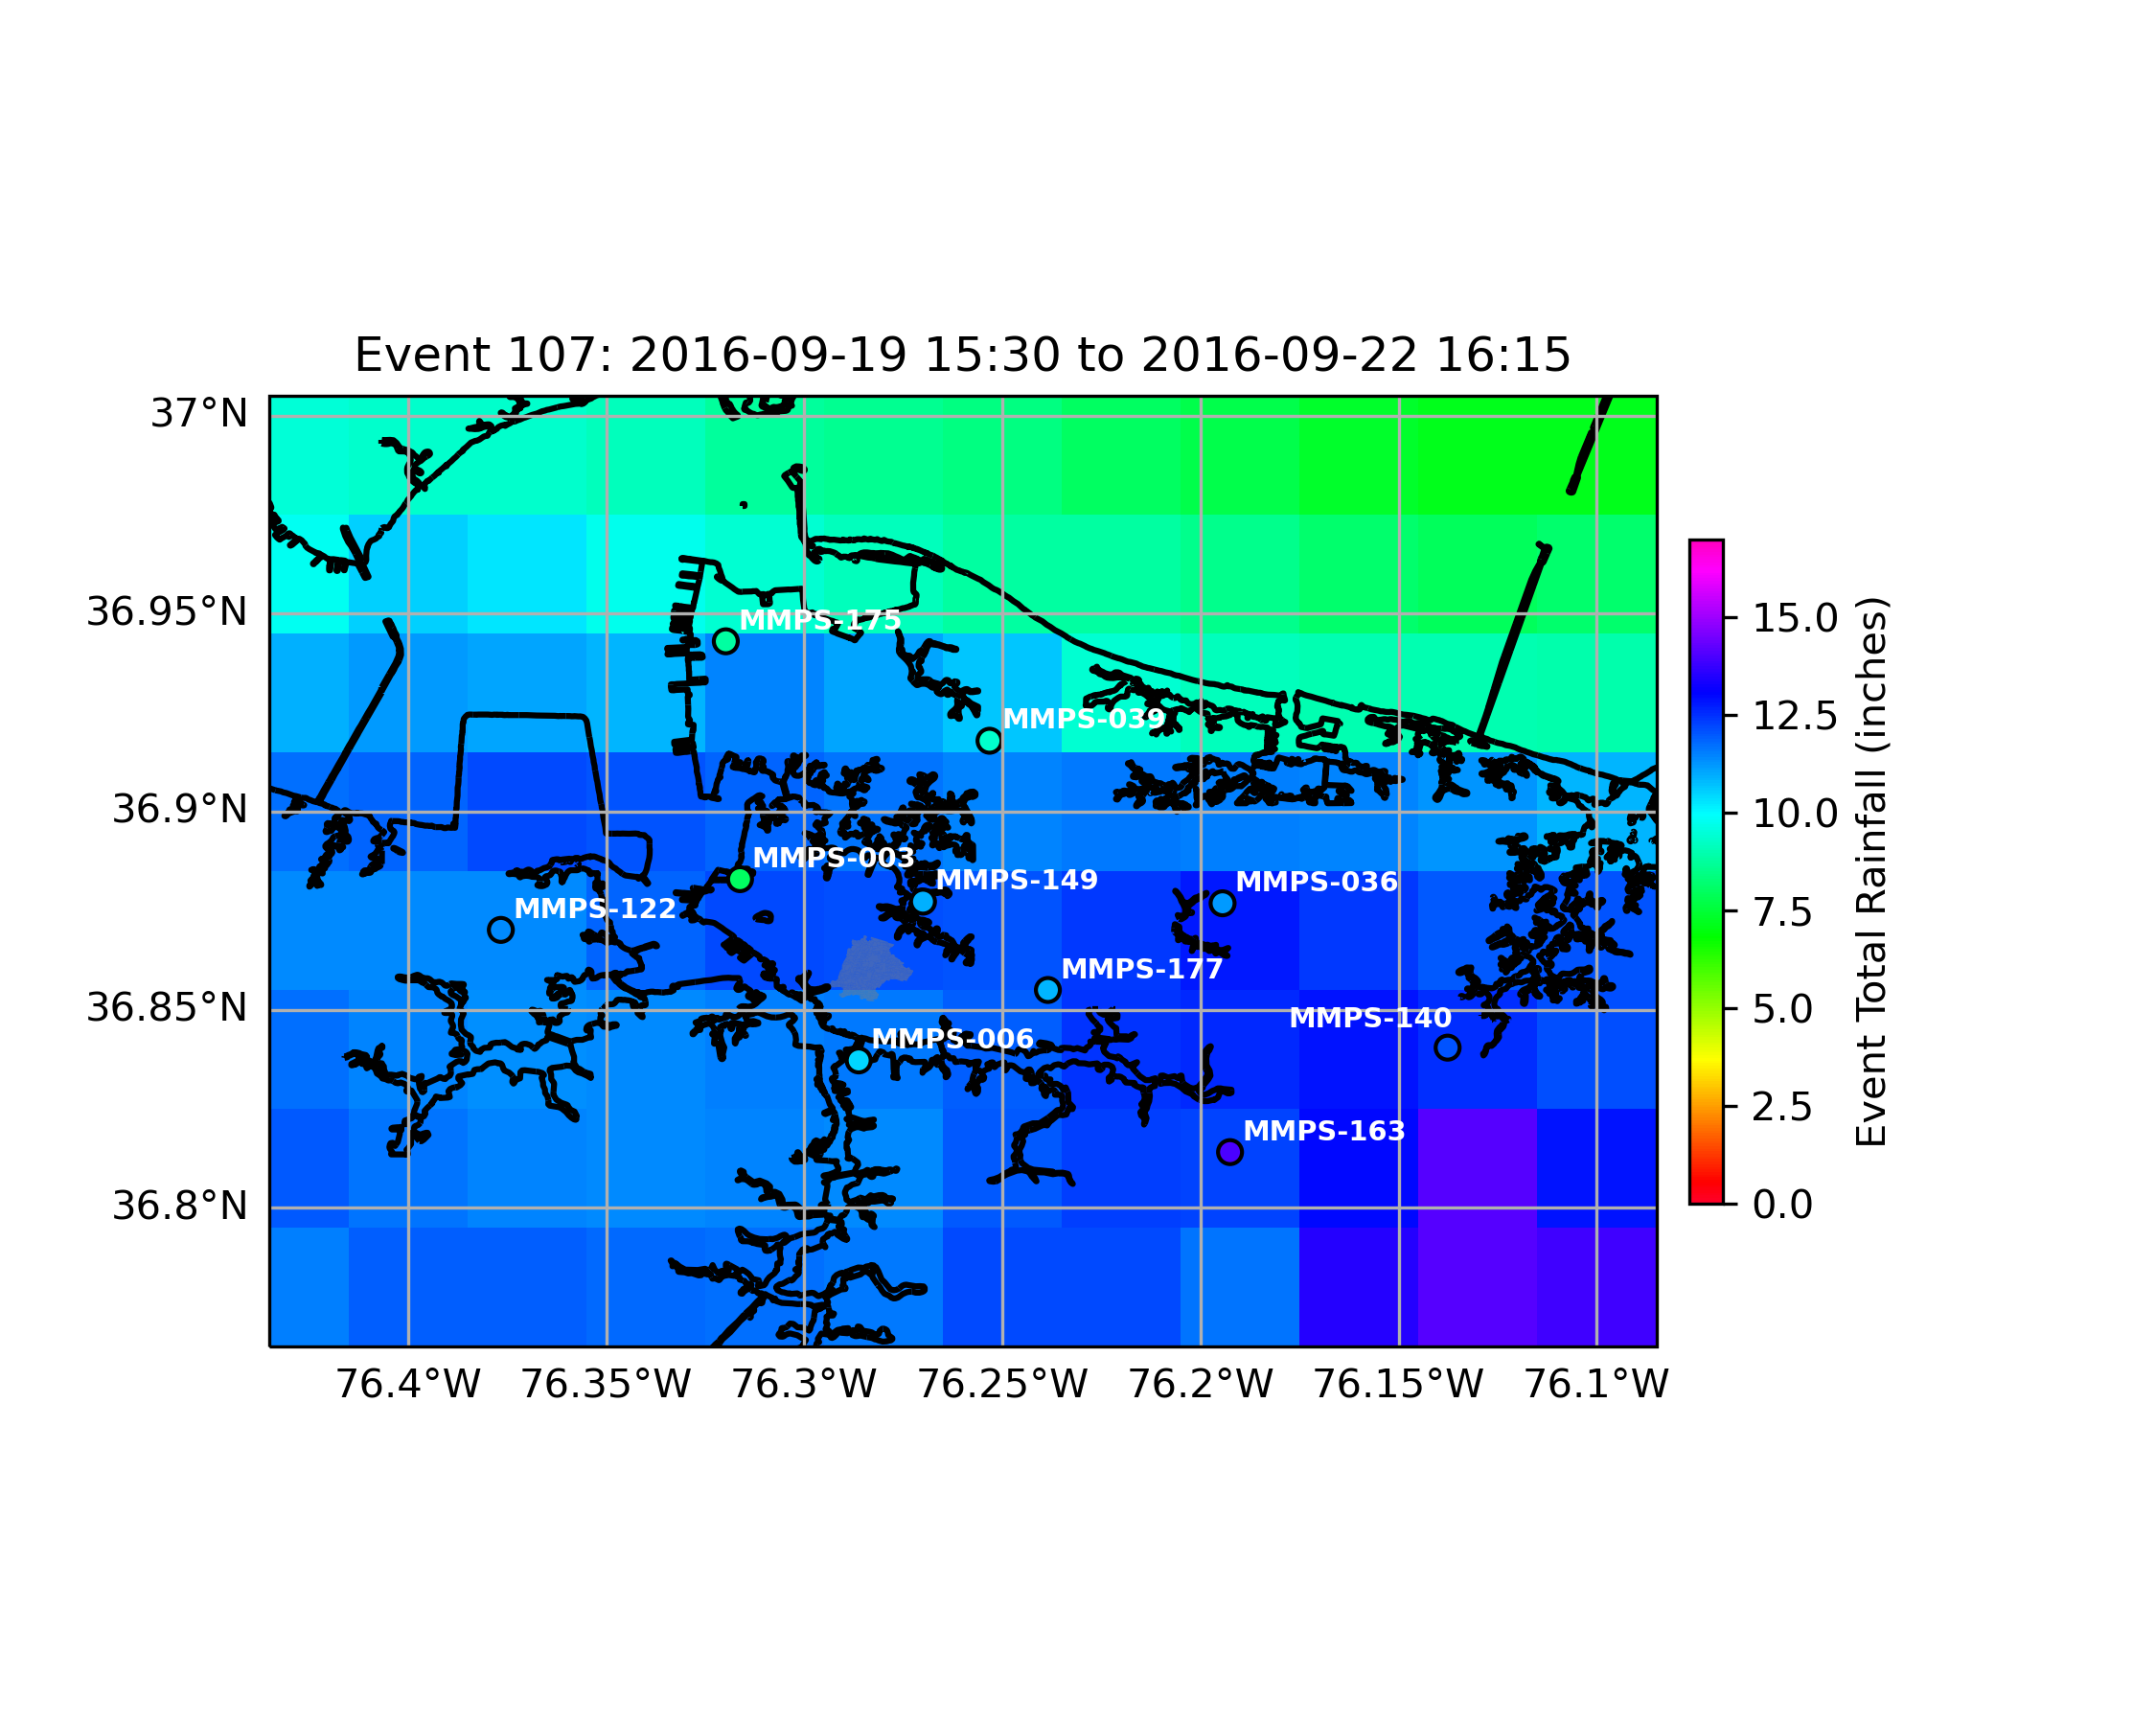 Event 107: 2016-09-19 15:30 to 2016-09-22 16:15
37°N
36.95°N
36.9°N
36.85°N
36.8°N
MMPS-175
MMPS-039
MMPS-003
MMPS-149
MMPS-036
MMPS-122
MMPS-177
MMPS-140
MMPS-006
MMPS-163
76.4°W 76.35°W 76.3°W 76.25°W 76.2°W 76.15°W 76.1°W
15.0
12.5
10.0
7.5
5.0
2.5
0.0
Event Total Rainfall (inches)